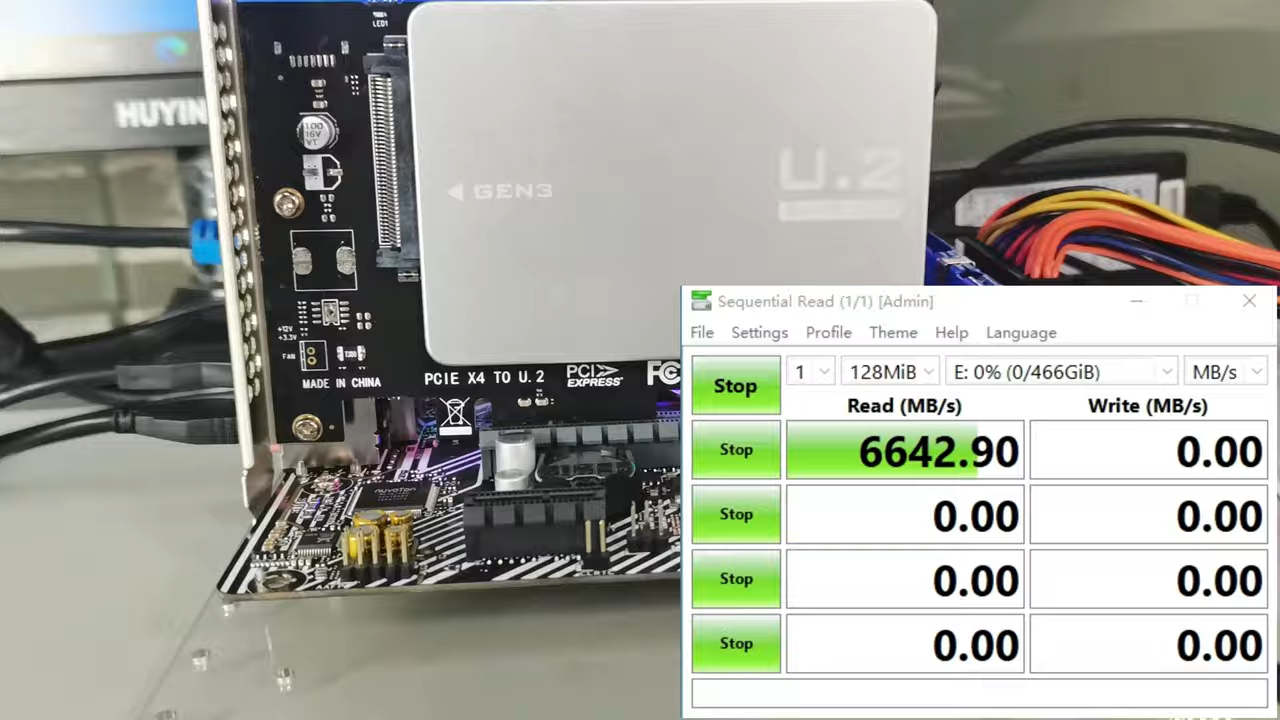 LED1
HUYIN
100
16V
VT
GEN3
U.2
+12V
+3.3V
FAN
MADE IN CHINA
PCIE X4 TO U.2
PCI
EXPRESS
FC
nuvoTon
Sequential Read (1/1) [Admin]
File Settings Profile Theme Help Language
Stop 1 128MiB E: 0% (0/466GiB) MB/s
Read (MB/s) Write (MB/s)
Stop 6642.90 0.00
Stop 0.00 0.00
Stop 0.00 0.00
Stop 0.00 0.00